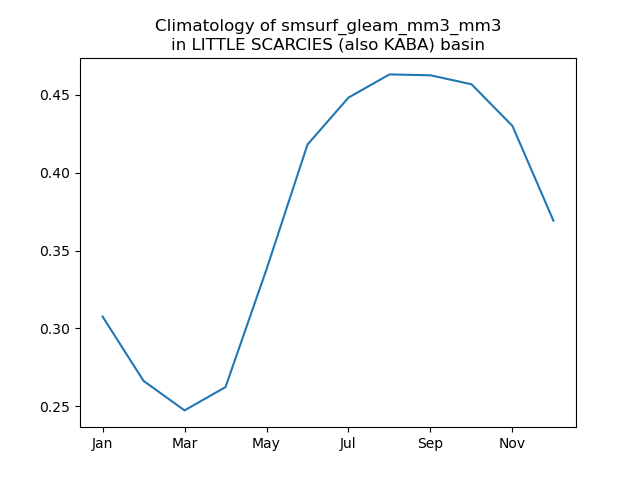 Climatology of smsurf_gleam_mm3_mm3
in LITTLE SCARCIES (also KABA) basin
0.45
0.40
0.35
0.30
0.25
Jan Mar May Jul Sep Nov